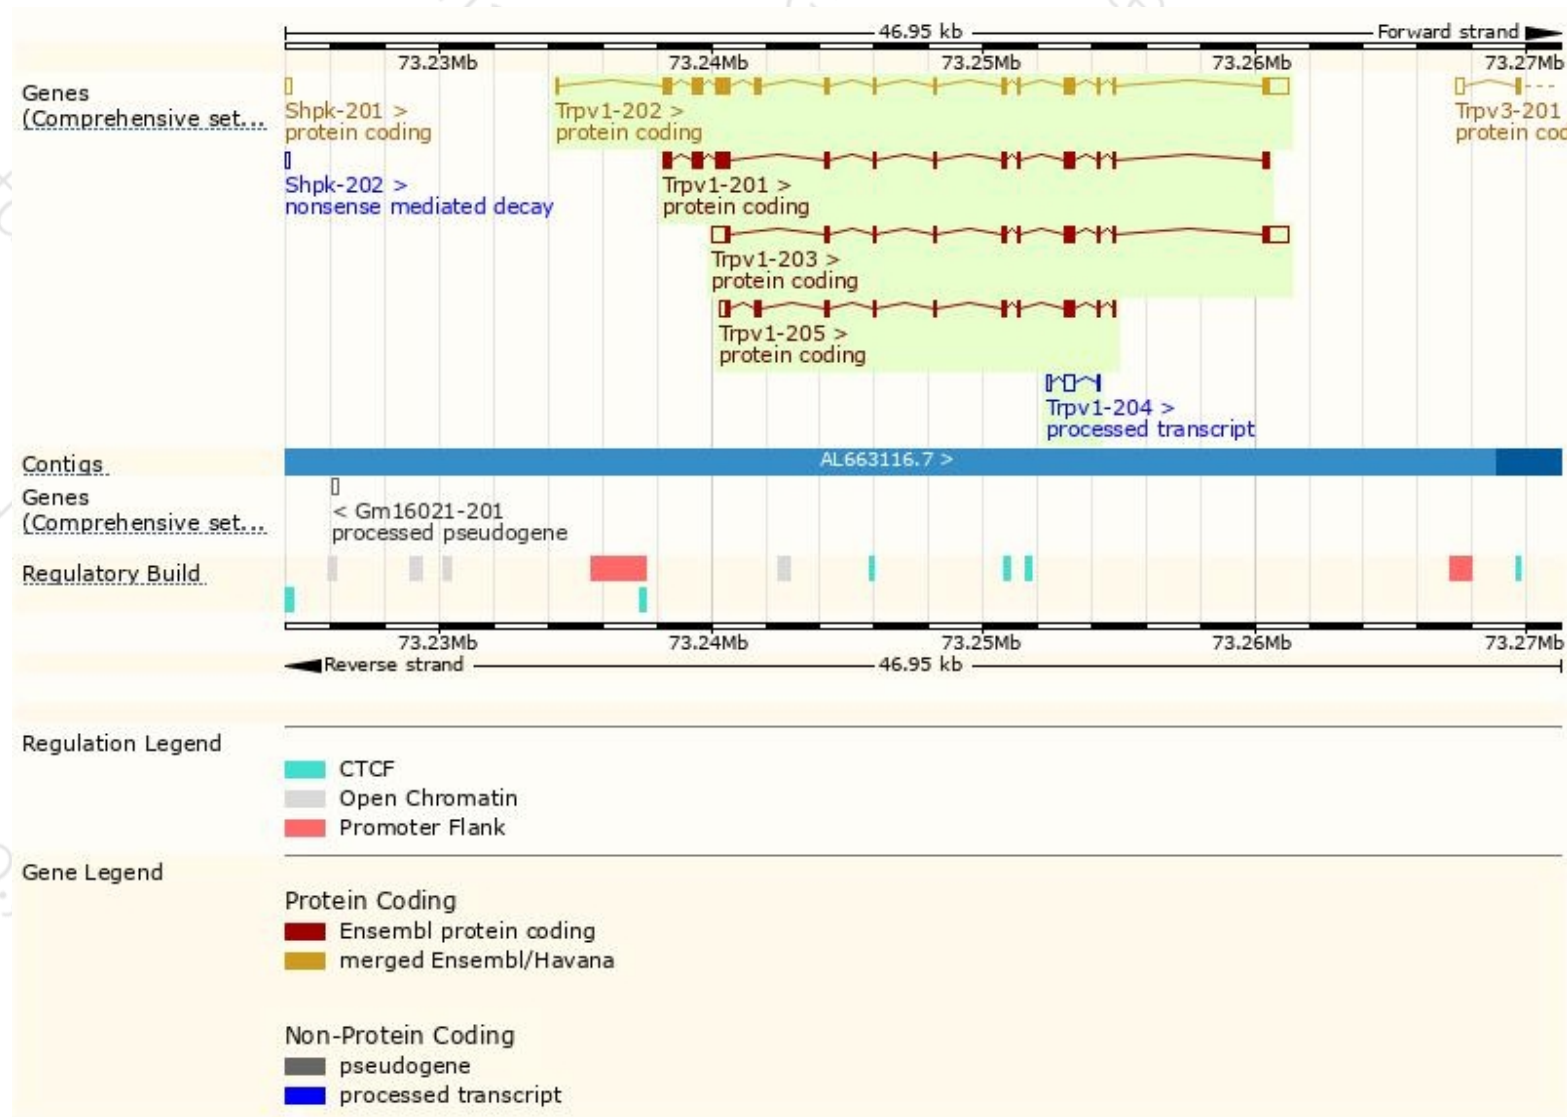 46.95 kb Forward strand
73.23Mb 73.24Mb 73.25Mb 73.26Mb 73.27Mb
Genes
(Comprehensive set...
Shpk-201 >
protein coding
Trpv1-202 >
protein coding
Trpv3-201
protein cod
Shpk-202 >
nonsense mediated decay
Trpv1-201 >
protein coding
Trpv1-203 >
protein coding
Trpv1-205 >
protein coding
Trpv1-204 >
processed transcript
Contigs
AL663116.7 >
Genes
(Comprehensive set...
< Gm16021-201
processed pseudogene
Regulatory Build
73.23Mb 73.24Mb 73.25Mb 73.26Mb 73.27Mb
Reverse strand 46.95 kb
Regulation Legend
CTCF
Open Chromatin
Promoter Flank
Gene Legend
Protein Coding
Ensembl protein coding
merged Ensembl/Havana
Non-Protein Coding
pseudogene
processed transcript